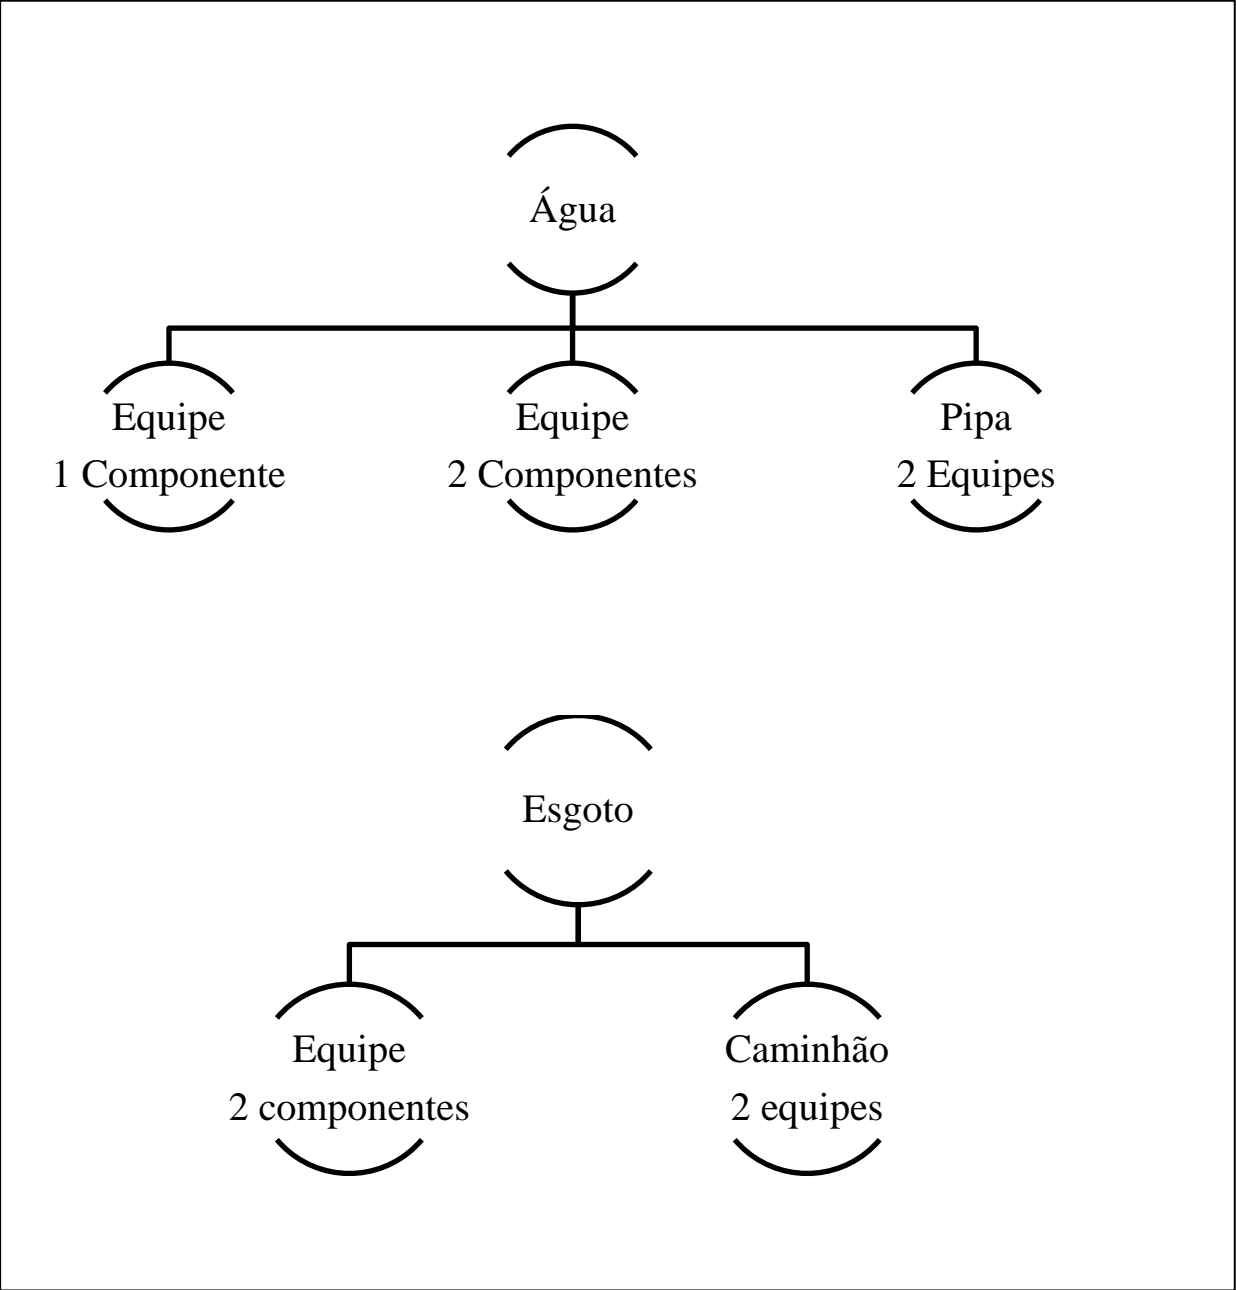 Água
Equipe
1 Componente
Equipe
2 Componentes
Pipa
2 Equipes
Esgoto
Equipe
2 componentes
Caminhão
2 equipes